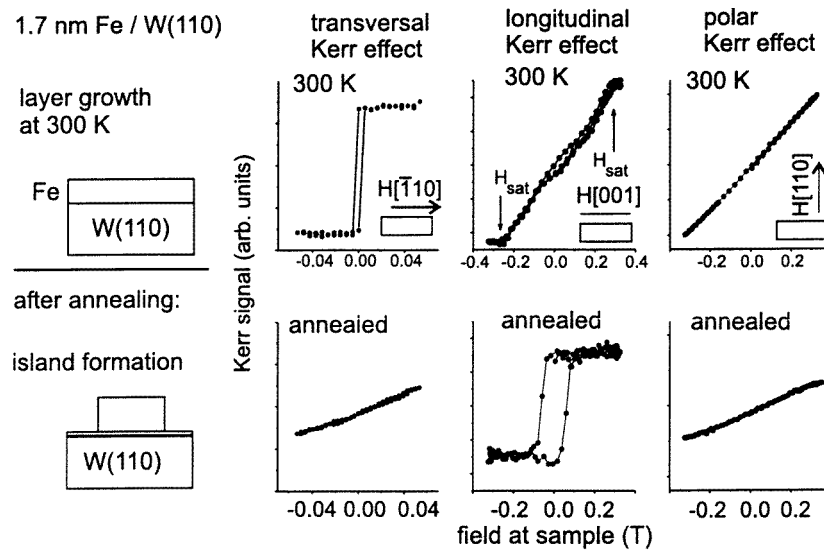 1.7 nm Fe / W(110)
layer growth
at 300 K
Fe
W(110)
after annealing:
island formation
W(110)
Kerr signal (arb. units)
transversal
Kerr effect
300 K
H[1̅10]
-0.04 0.00 0.04
longitudinal
Kerr effect
300 K
H_sat
H_sat
H[001]
-0.4 -0.2 0.0 0.2 0.4
polar
Kerr effect
300 K
H[110]
-0.2 0.0 0.2
annealed
-0.04 0.00 0.04
annealed
-0.2 0.0 0.2
annealed
-0.2 0.0 0.2
field at sample (T)